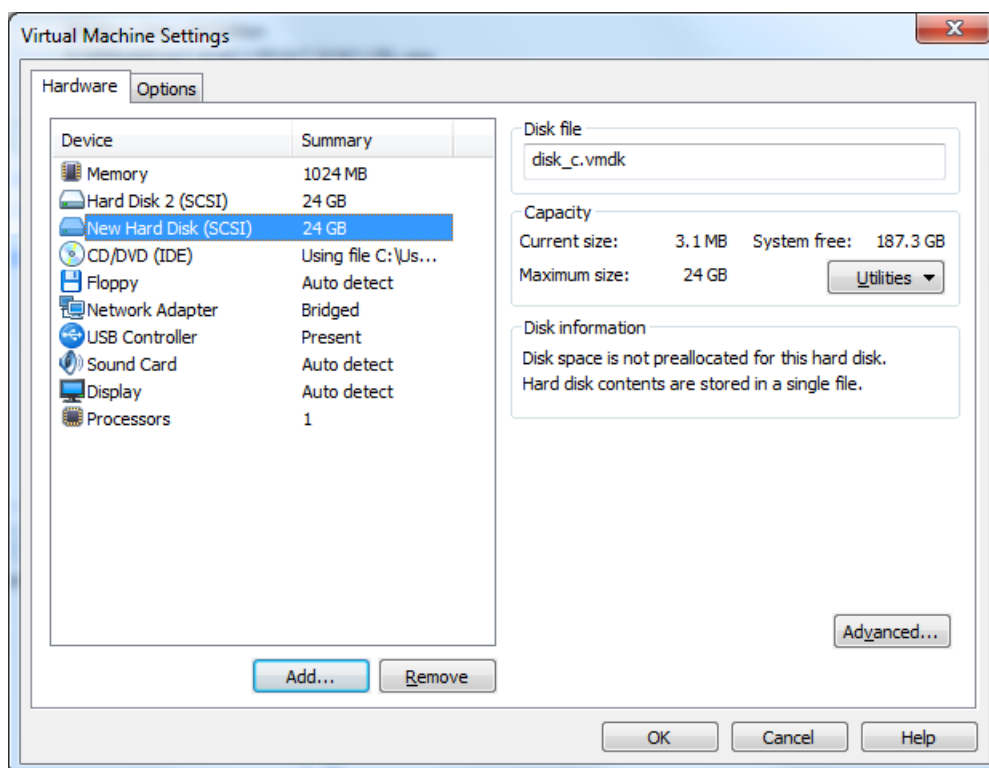 Virtual Machine Settings
Hardware Options
Device Summary
Memory 1024 MB
Hard Disk 2 (SCSI) 24 GB
New Hard Disk (SCSI) 24 GB
CD/DVD (IDE) Using file C:\Us...
Floppy Auto detect
Network Adapter Bridged
USB Controller Present
Sound Card Auto detect
Display Auto detect
Processors 1
Add... Remove
Disk file
disk_c.vmdk
Capacity
Current size: 3.1 MB System free: 187.3 GB
Maximum size: 24 GB Utilities
Disk information
Disk space is not preallocated for this hard disk.
Hard disk contents are stored in a single file.
Advanced...
OK Cancel Help